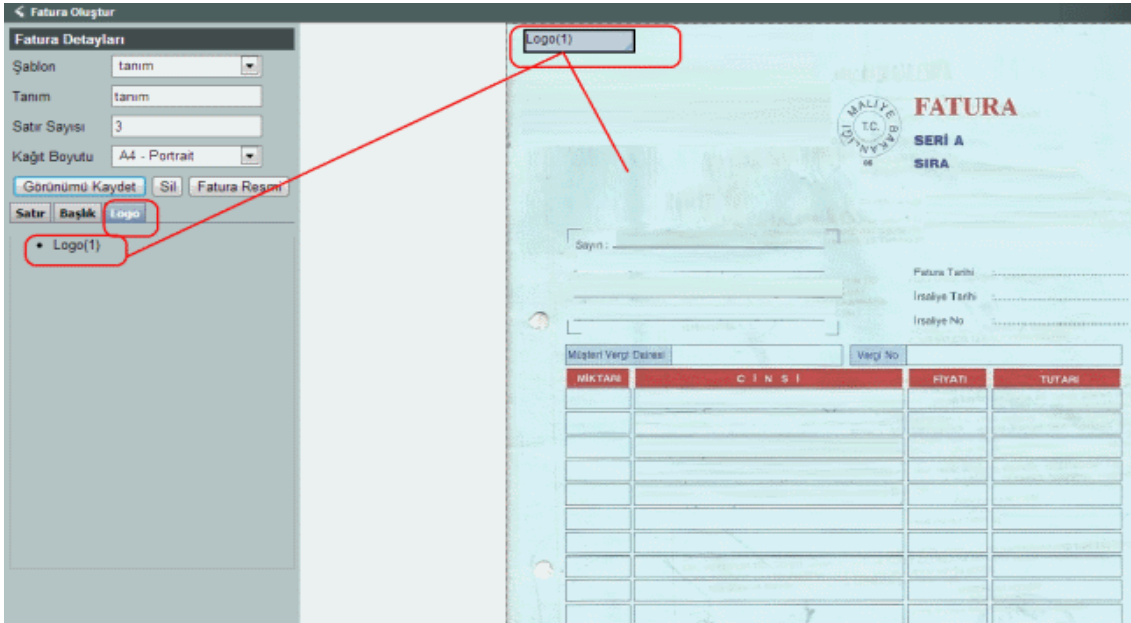 Fatura Oluştur
Fatura Detayları
Şablon tanım
Tanım tanım
Satır Sayısı 3
Kağıt Boyutu A4 - Portrait
Görünümü Kaydet Sil Fatura Resmi
Satır Başlık Logo
Logo(1)
Logo(1)
MALİYE BAKANLIĞI
T.C.
FATURA
SERİ A
SIRA
Sayın :
Fatura Tarihi :
İrsaliye Tarihi :
İrsaliye No :
Müşteri Vergi Dairesi Vergi No
MİKTARI CİNSİ FİYATI TUTARI